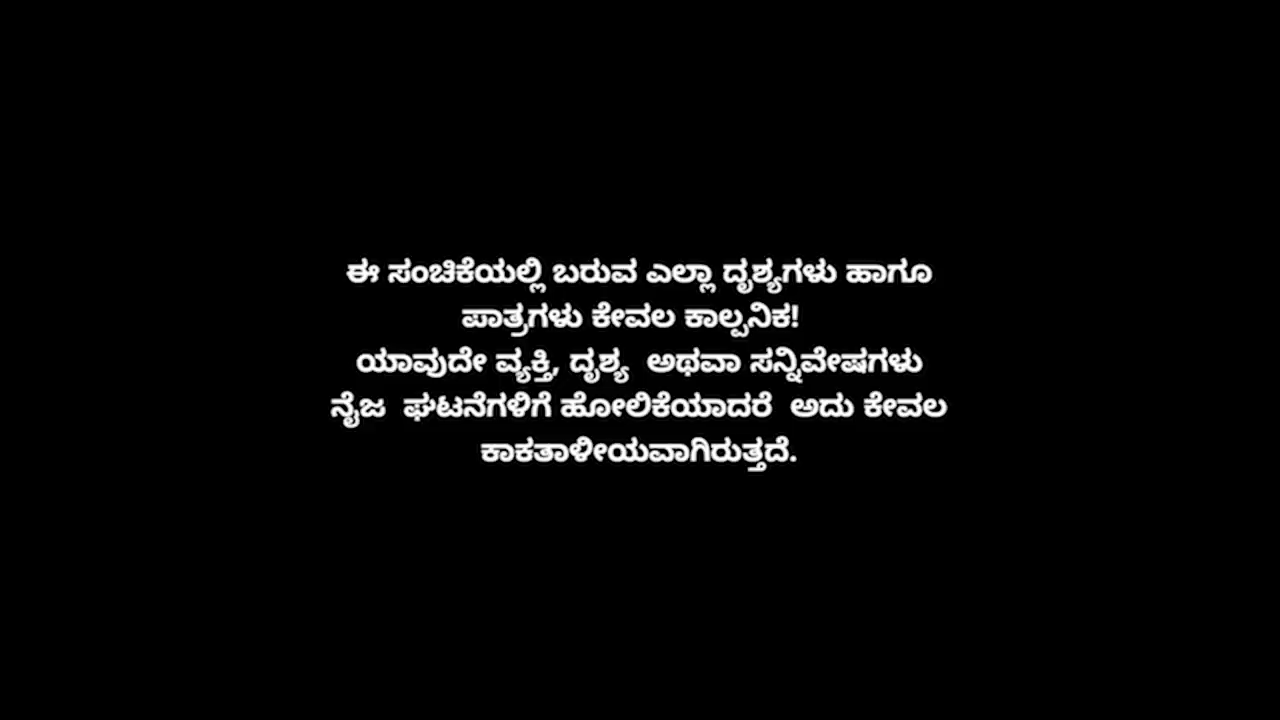 ಈ ಸಂಚಿಕೆಯಲ್ಲಿ ಬರುವ ಎಲ್ಲಾ ದೃಶ್ಯಗಳು ಹಾಗೂ
ಪಾತ್ರಗಳು ಕೇವಲ ಕಾಲ್ಪನಿಕ!
ಯಾವುದೇ ವ್ಯಕ್ತಿ, ದೃಶ್ಯ ಅಥವಾ ಸನ್ನಿವೇಷಗಳು
ನೈಜ ಘಟನೆಗಳಿಗೆ ಹೋಲಿಕೆಯಾದರೆ ಅದು ಕೇವಲ
ಕಾಕತಾಳೀಯವಾಗಿರುತ್ತದೆ.